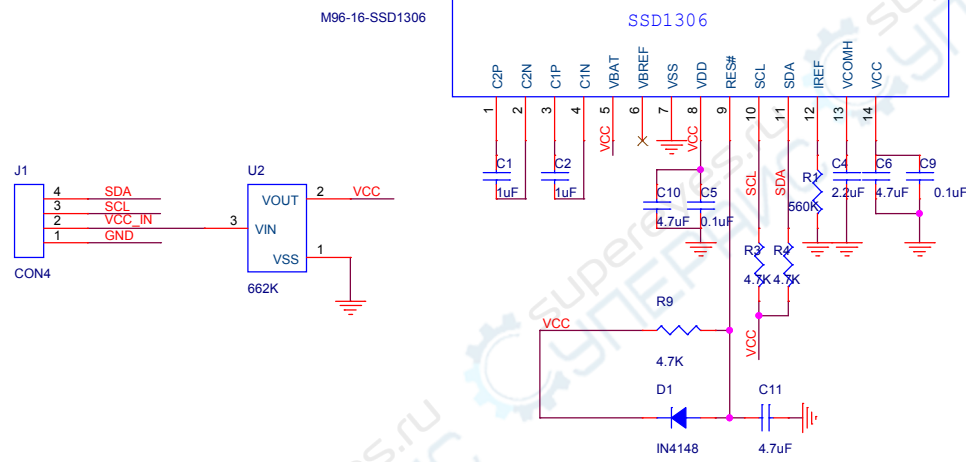 M96-16-SSD1306
SSD1306
C2P
C2N
C1P
C1N
VBAT
VBREF
VSS
VDD
RES#
SCL
SDA
IREF
VCOMH
VCC
1
2
3
4
5
6
7
8
9
10
11
12
13
14
VCC
VCC
C1
1uF
C2
1uF
C10
4.7uF
C5
0.1uF
SCL
SDA
R1
560K
C4
2.2uF
C6
4.7uF
C9
0.1uF
R3
4.7K
R4
4.7K
VCC
J1
4 SDA
3 SCL
2 VCC_IN
1 GND
CON4
U2
VOUT 2 VCC
3 VIN
VSS 1
662K
R9
VCC
4.7K
D1
IN4148
C11
4.7uF
supereyes.ru
СУПЕРАЙС